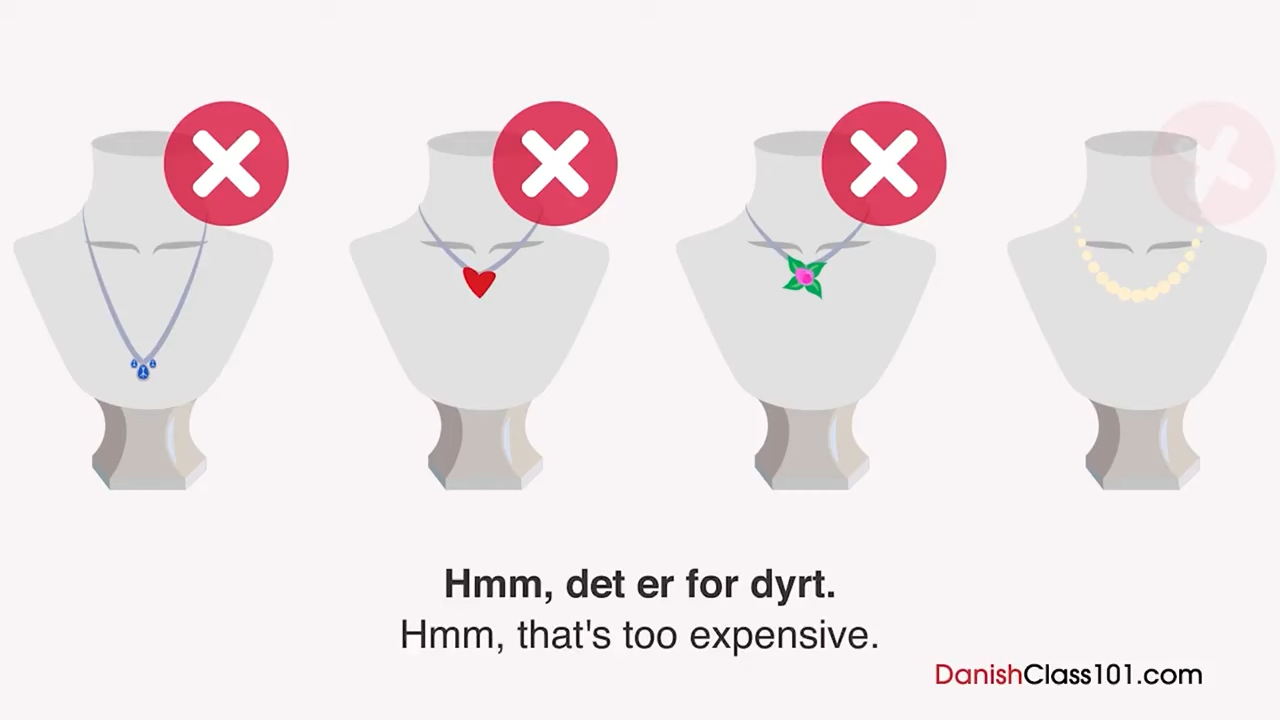 Hmm, det er for dyrt.
Hmm, that's too expensive.
DanishClass101.com